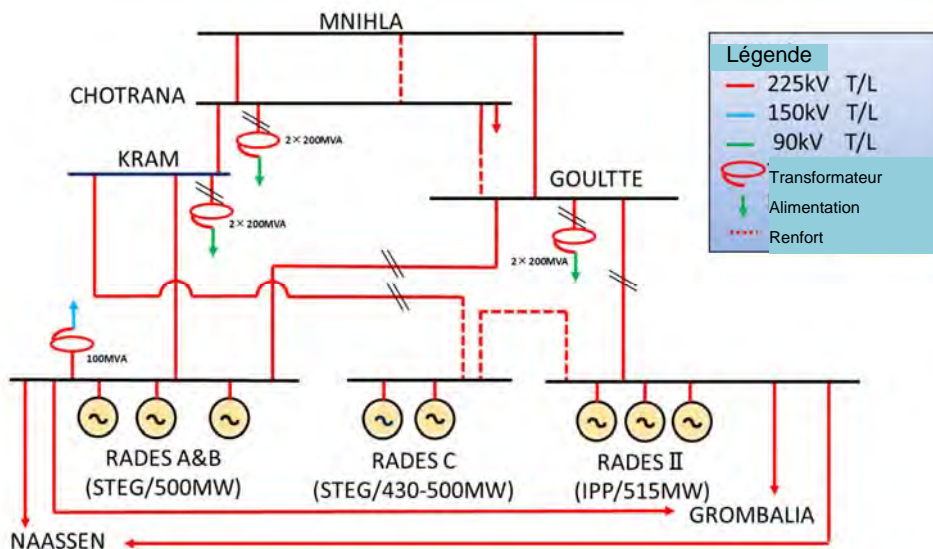 MNIHLA
Légende
225kV T/L
150kV T/L
90kV T/L
Transformateur
Alimentation
Renfort
CHOTRANA
2×200MVA
KRAM
GOULTTE
2×200MVA
2×200MVA
100MVA
RADES A&B
(STEG/500MW)
RADES C
(STEG/430-500MW)
RADES Ⅱ
(IPP/515MW)
GROMBALIA
NAASSEN